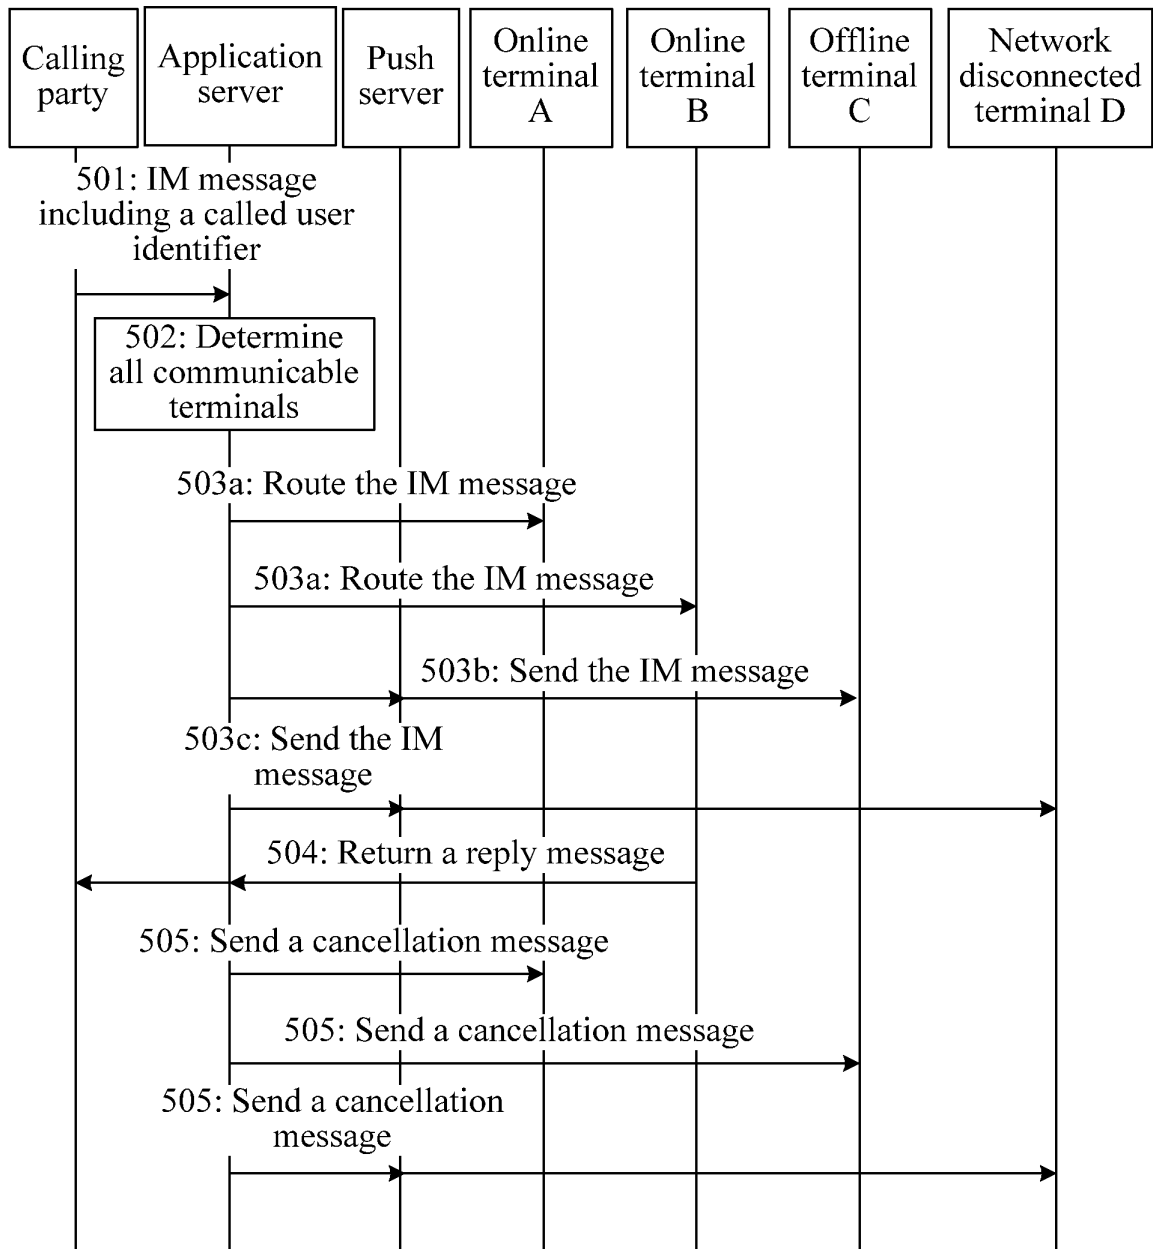 Calling
party
Application
server
Push
server
Online
terminal
A
Online
terminal
B
Offline
terminal
C
Network
disconnected
terminal D
501: IM message
including a called user
identifier
502: Determine
all communicable
terminals
503a: Route the IM message
503a: Route the IM message
503b: Send the IM message
503c: Send the IM
message
504: Return a reply message
505: Send a cancellation message
505: Send a cancellation message
505: Send a cancellation
message